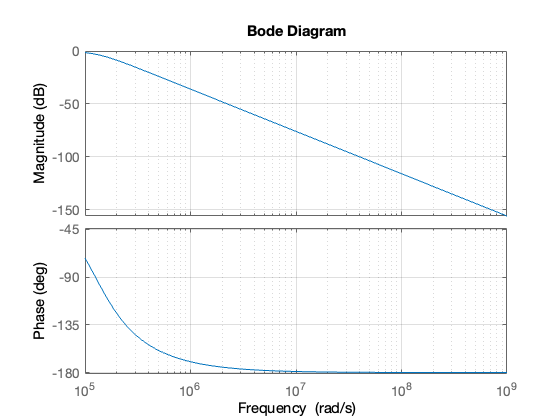 Bode Diagram
Magnitude (dB)
0
-50
-100
-150
Phase (deg)
-45
-90
-135
-180
10^5 10^6 10^7 10^8 10^9
Frequency (rad/s)